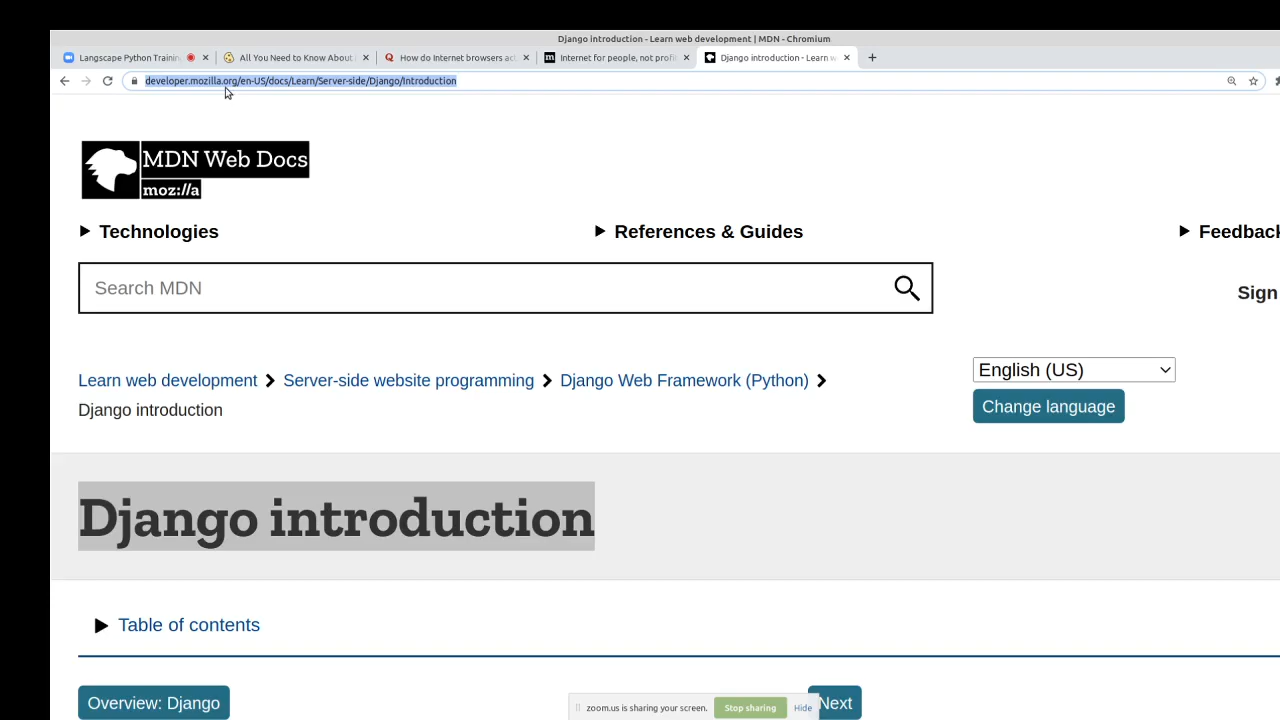 Django introduction - Learn web development | MDN - Chromium
Langscape Python Trainin
All You Need to Know About
How do Internet browsers ac
Internet for people, not profi
Django introduction - Learn w
developer.mozilla.org/en-US/docs/Learn/Server-side/Django/Introduction
MDN Web Docs
moz://a
Technologies
References & Guides
Feedback
Search MDN
Sign
Learn web development
Server-side website programming
Django Web Framework (Python)
Django introduction
English (US)
Change language
Django introduction
Table of contents
Overview: Django
Next
zoom.us is sharing your screen.
Stop sharing
Hide